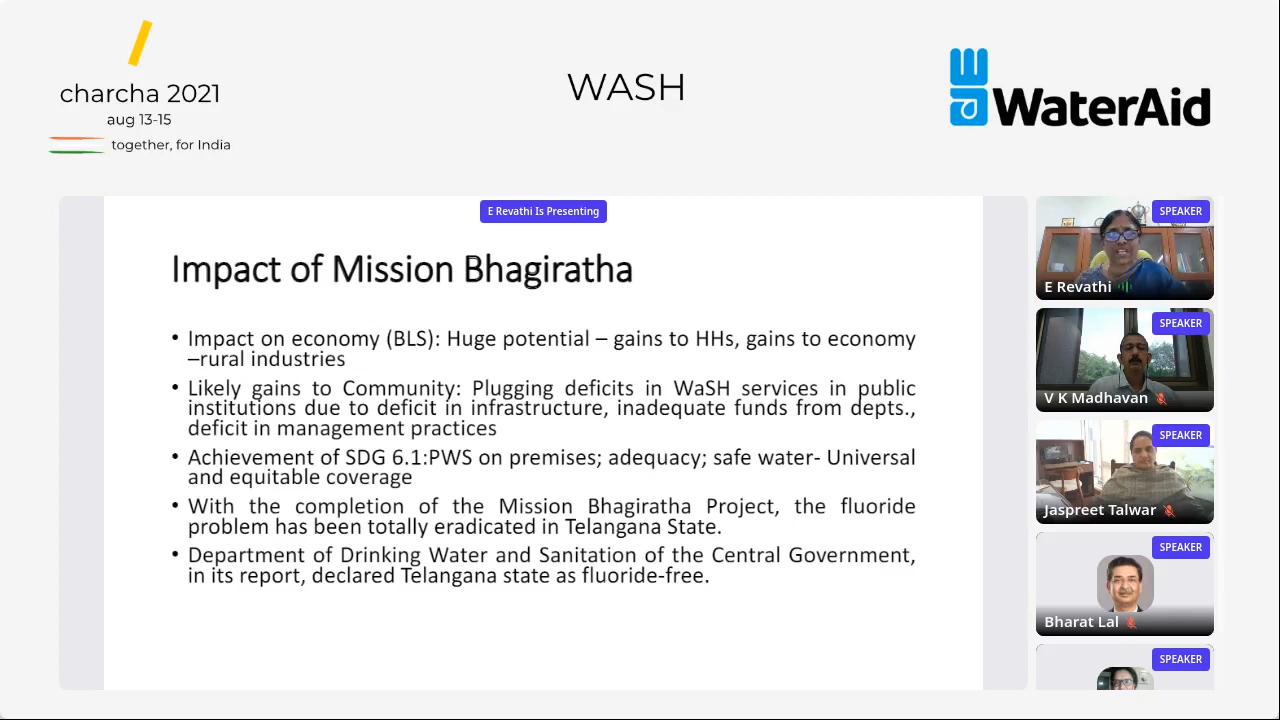 charcha 2021
aug 13-15
together, for India
WASH
WaterAid
E Revathi Is Presenting
Impact of Mission Bhagiratha
• Impact on economy (BLS): Huge potential – gains to HHs, gains to economy
–rural industries
• Likely gains to Community: Plugging deficits in WaSH services in public
institutions due to deficit in infrastructure, inadequate funds from depts.,
deficit in management practices
• Achievement of SDG 6.1:PWS on premises; adequacy; safe water- Universal
and equitable coverage
• With the completion of the Mission Bhagiratha Project, the fluoride
problem has been totally eradicated in Telangana State.
• Department of Drinking Water and Sanitation of the Central Government,
in its report, declared Telangana state as fluoride-free.
SPEAKER
E Revathi
SPEAKER
V K Madhavan
SPEAKER
Jaspreet Talwar
SPEAKER
Bharat Lal
SPEAKER